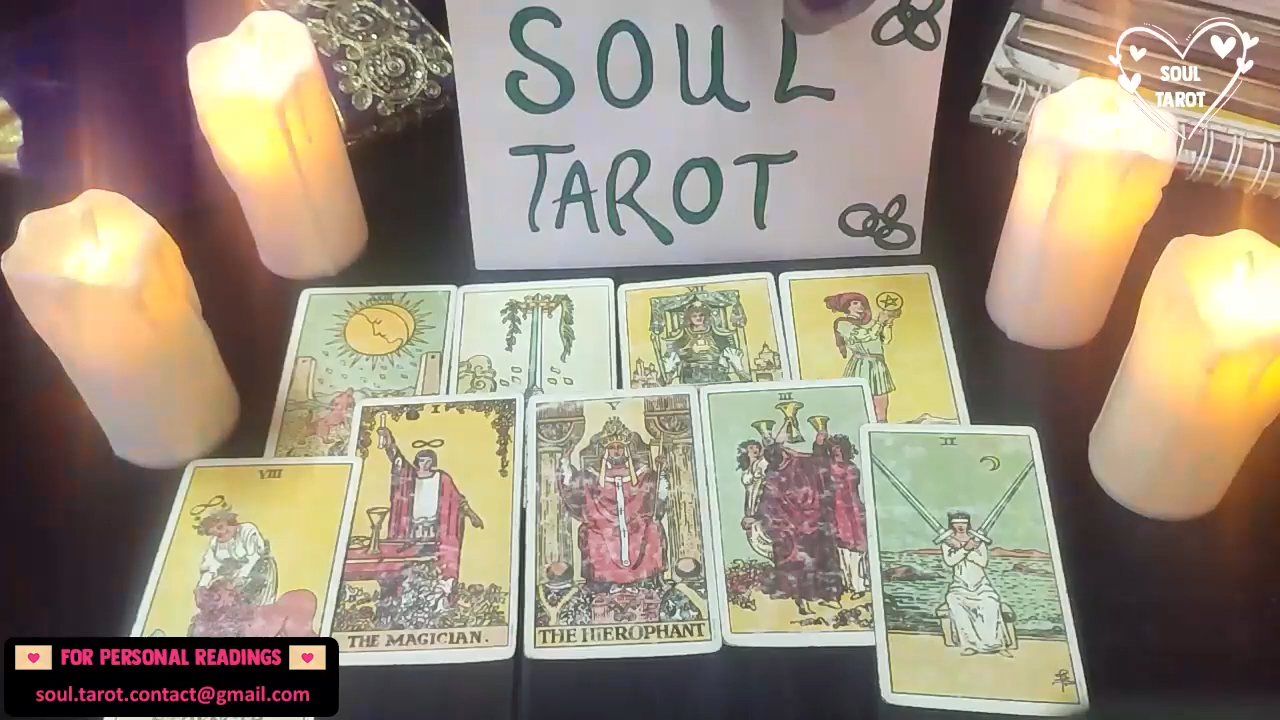 SOUL
TAROT
SOUL
TAROT
VII
VIII
I
THE MAGICIAN.
V
THE HIEROPHANT
III
II
FOR PERSONAL READINGS
soul.tarot.contact@gmail.com